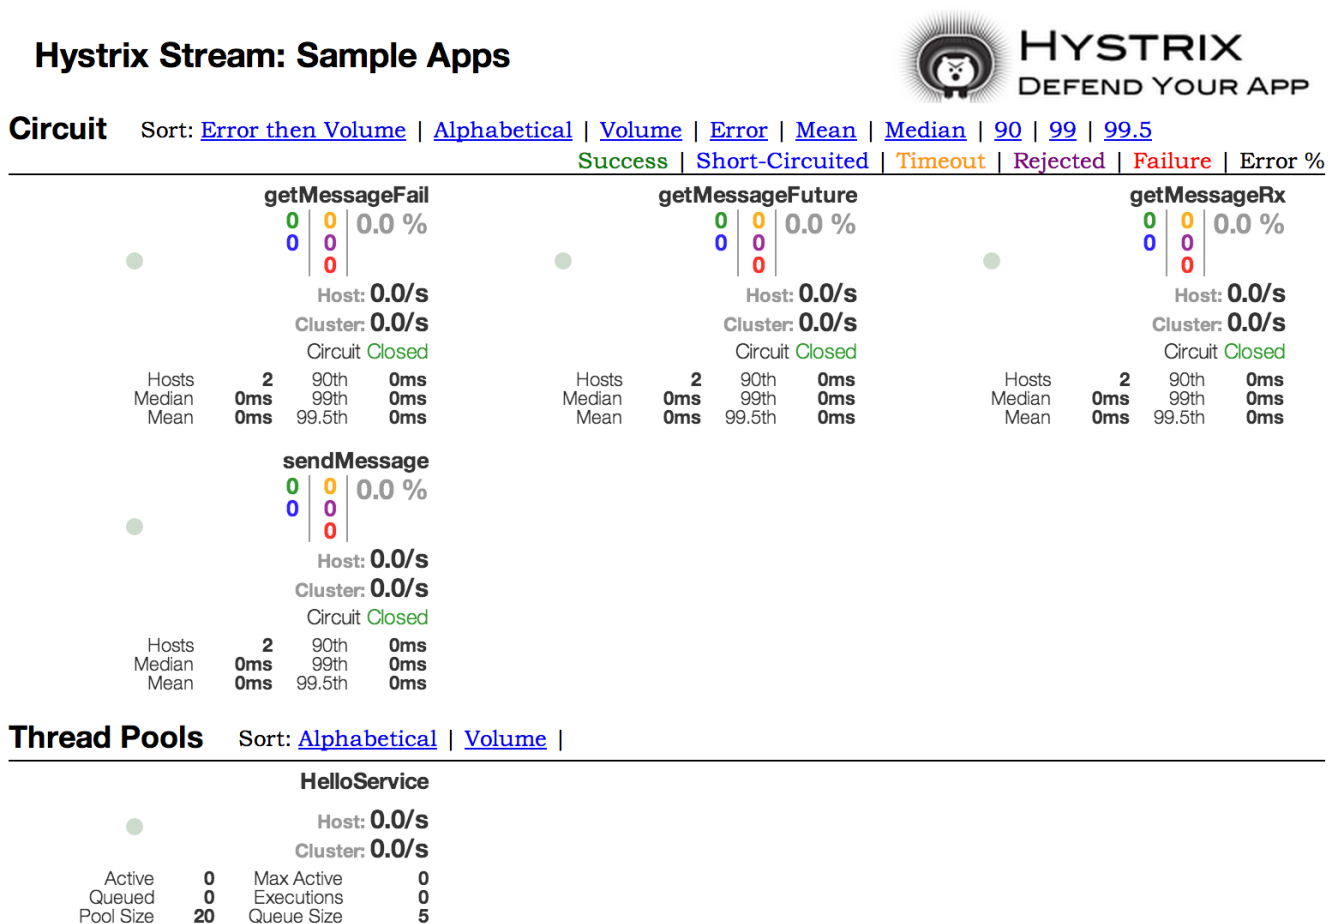 Hystrix Stream: Sample Apps
HYSTRIX
DEFEND YOUR APP
Circuit Sort: Error then Volume | Alphabetical | Volume | Error | Mean | Median | 90 | 99 | 99.5
Success | Short-Circuited | Timeout | Rejected | Failure | Error %
getMessageFail getMessageFuture getMessageRx
0 0 0.0 % 0 0 0.0 % 0 0 0.0 %
0 0 0 0 0 0
0 0 0
Host: 0.0/s Host: 0.0/s Host: 0.0/s
Cluster: 0.0/s Cluster: 0.0/s Cluster: 0.0/s
Circuit Closed Circuit Closed Circuit Closed
Hosts 2 90th 0ms Hosts 2 90th 0ms Hosts 2 90th 0ms
Median 0ms 99th 0ms Median 0ms 99th 0ms Median 0ms 99th 0ms
Mean 0ms 99.5th 0ms Mean 0ms 99.5th 0ms Mean 0ms 99.5th 0ms
sendMessage
0 0 0.0 %
0 0
0
Host: 0.0/s
Cluster: 0.0/s
Circuit Closed
Hosts 2 90th 0ms
Median 0ms 99th 0ms
Mean 0ms 99.5th 0ms
Thread Pools Sort: Alphabetical | Volume |
HelloService
Host: 0.0/s
Cluster: 0.0/s
Active 0 Max Active 0
Queued 0 Executions 0
Pool Size 20 Queue Size 5